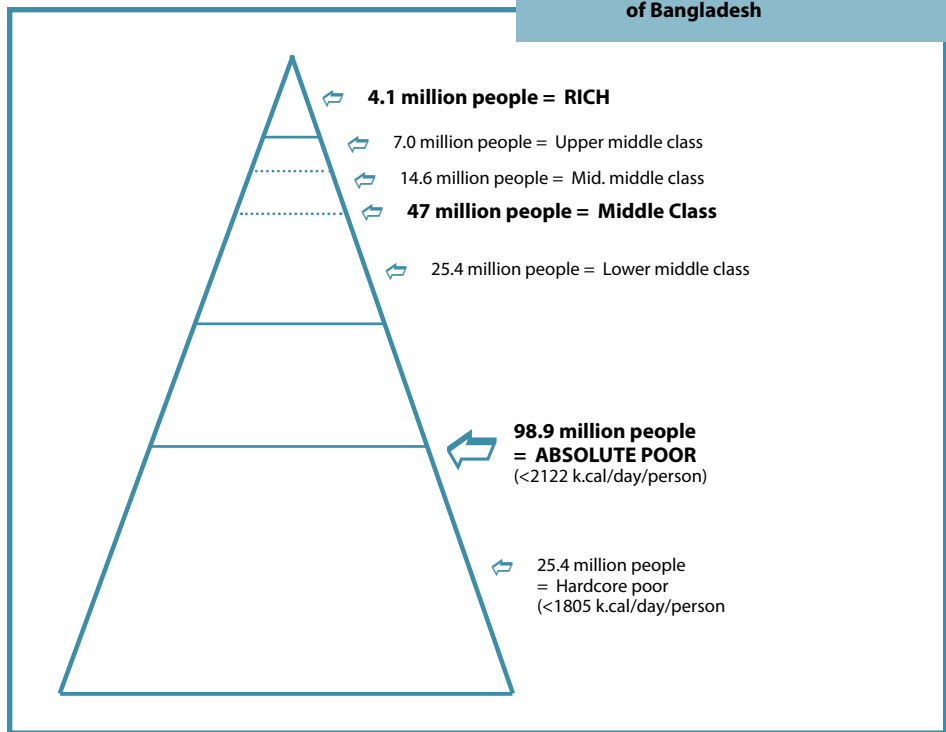 of Bangladesh
4.1 million people = RICH
7.0 million people = Upper middle class
14.6 million people = Mid. middle class
47 million people = Middle Class
25.4 million people = Lower middle class
98.9 million people
= ABSOLUTE POOR
(<2122 k.cal/day/person)
25.4 million people
= Hardcore poor
(<1805 k.cal/day/person